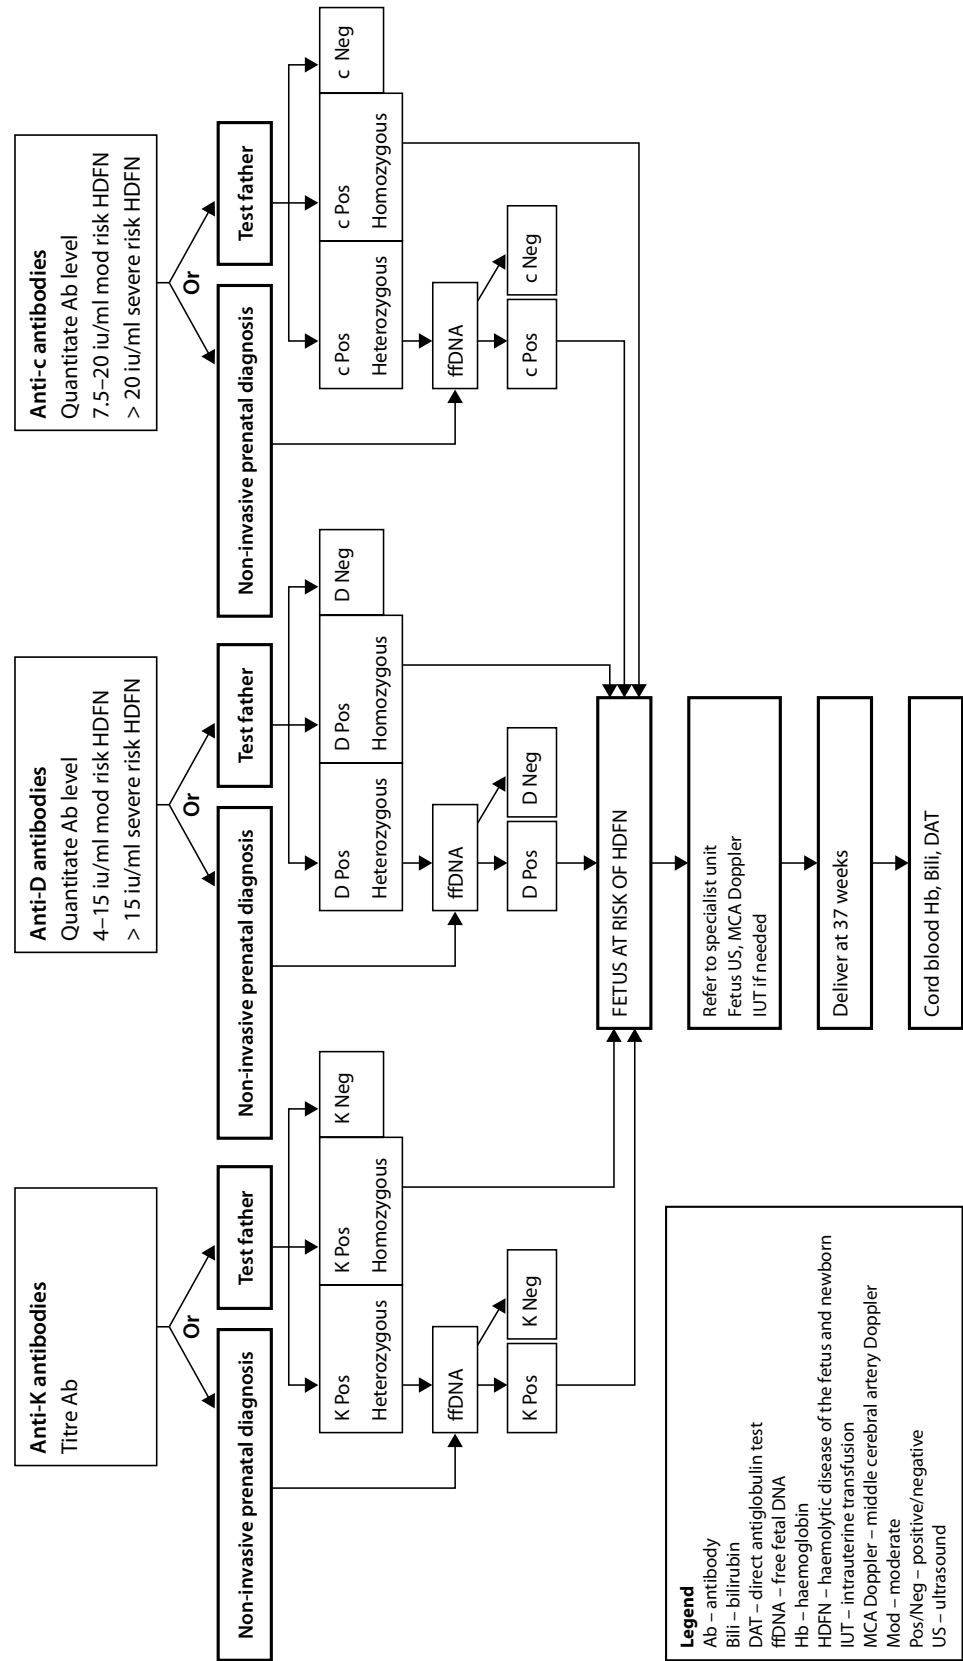 Anti-K antibodies
Titre Ab
Or
Non-invasive prenatal diagnosis
Test father
K Pos
Heterozygous
K Pos
Homozygous
K Neg
ffDNA
K Pos
K Neg
Anti-D antibodies
Quantitate Ab level
4–15 iu/ml mod risk HDFN
> 15 iu/ml severe risk HDFN
Or
Non-invasive prenatal diagnosis
Test father
D Pos
Heterozygous
D Pos
Homozygous
D Neg
ffDNA
D Pos
D Neg
Anti-c antibodies
Quantitate Ab level
7.5–20 iu/ml mod risk HDFN
> 20 iu/ml severe risk HDFN
Or
Non-invasive prenatal diagnosis
Test father
c Pos
Heterozygous
c Pos
Homozygous
c Neg
ffDNA
c Pos
c Neg
FETUS AT RISK OF HDFN
Refer to specialist unit
Fetus US, MCA Doppler
IUT if needed
Deliver at 37 weeks
Cord blood Hb, Bili, DAT
Legend
Ab – antibody
Bili – bilirubin
DAT – direct antiglobulin test
ffDNA – free fetal DNA
Hb – haemoglobin
HDFN – haemolytic disease of the fetus and newborn
IUT – intrauterine transfusion
MCA Doppler – middle cerebral artery Doppler
Mod – moderate
Pos/Neg – positive/negative
US – ultrasound